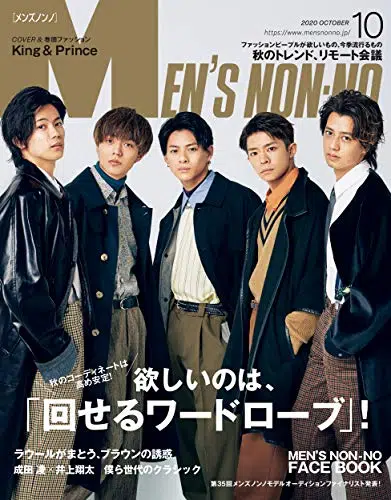 [メンズノンノ]
2020 OCTOBER
10
https://www.mensnonno.jp/
COVER & 巻頭ファッション
King & Prince
MEN'S NON-NO
ファッションピープルが欲しいもの、今季流行るもの
秋のトレンド、リモート会議
秋のコーディネートは
高め安定!
欲しいのは、
「回せるワードローブ」!
ラウールがまとう、ブラウンの誘惑。
成田 凌×井上翔太 僕ら世代のクラシック
MEN'S NON-NO
FACE BOOK
第35回メンズノンノモデルオーディションファイナリスト発表!